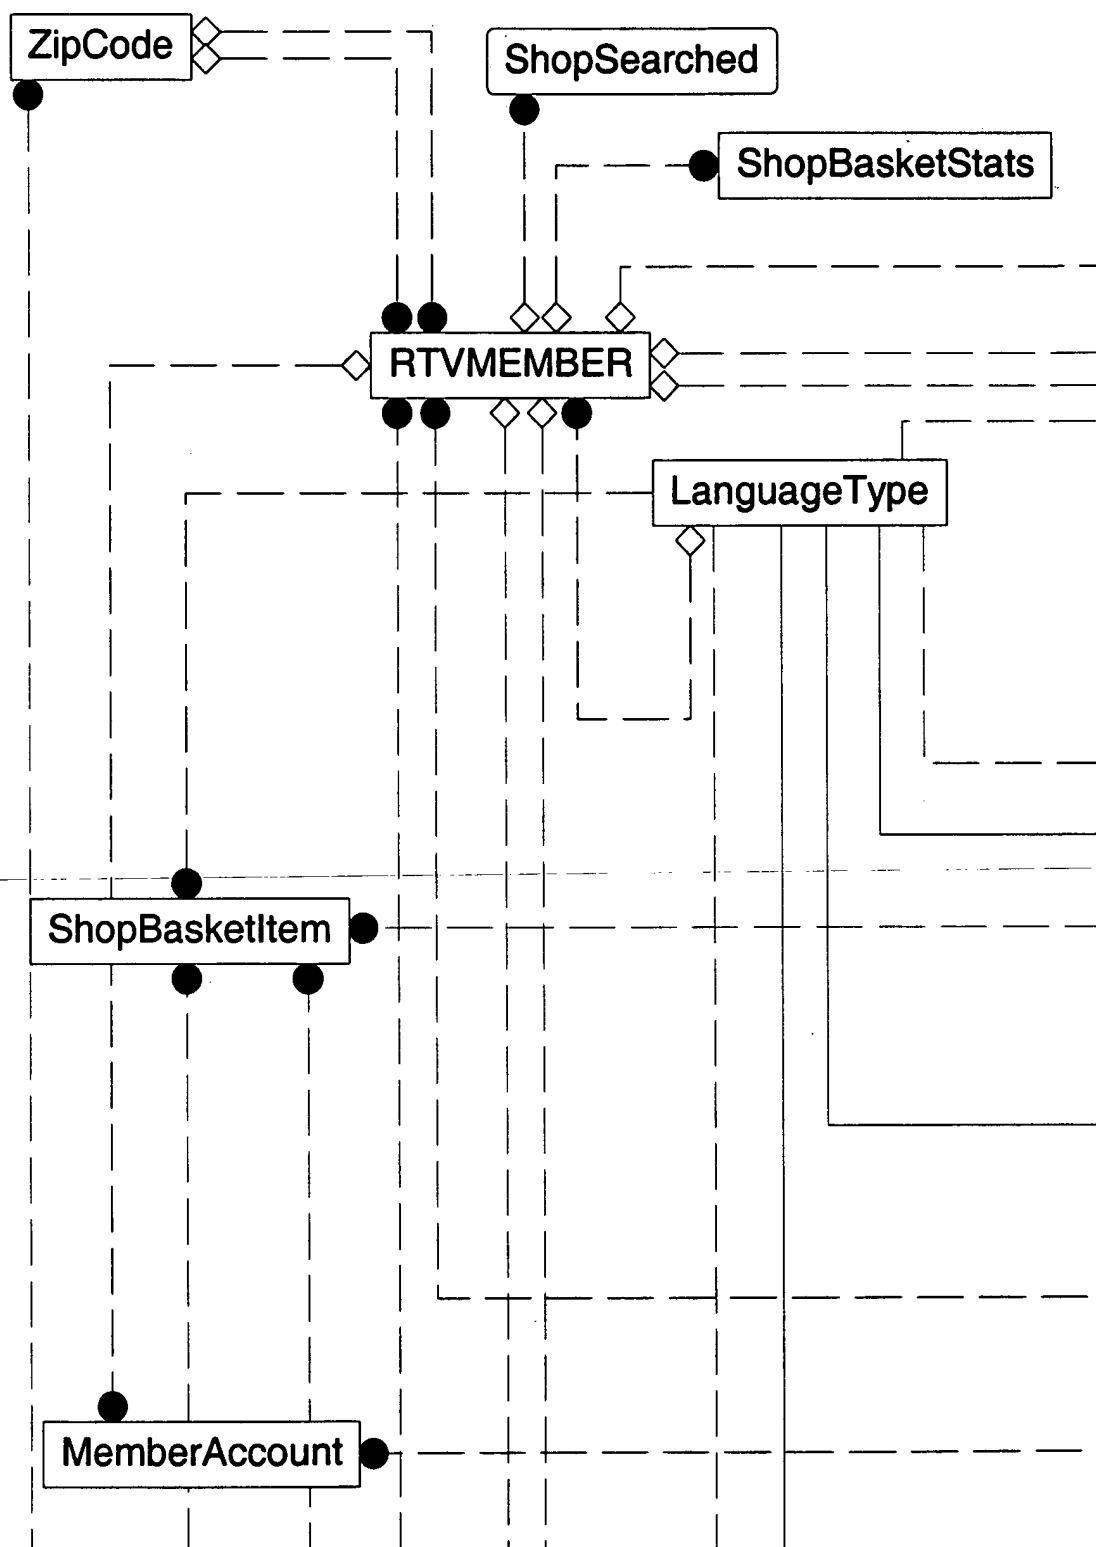 ZipCode
ShopSearched
ShopBasketStats
RTVMEMBER
LanguageType
ShopBasketItem
MemberAccount